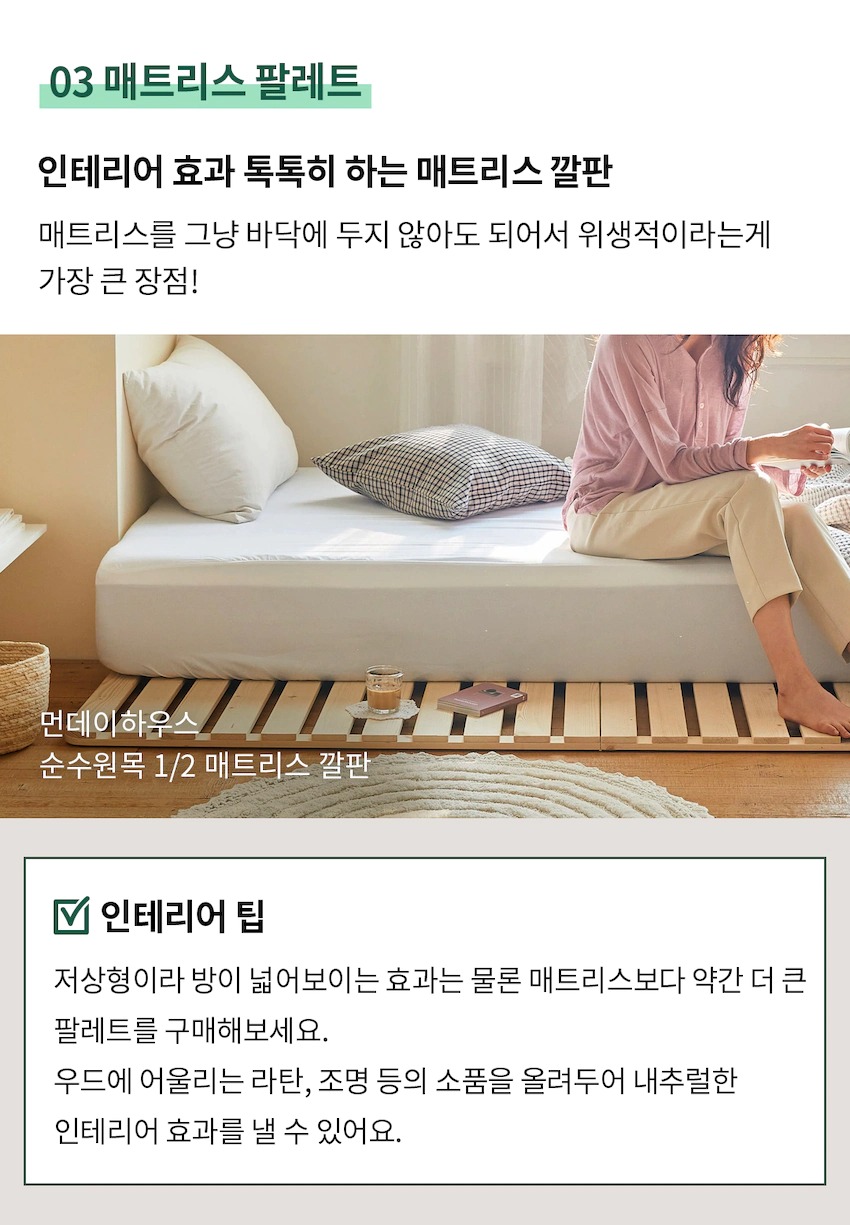 03 매트리스 팔레트
인테리어 효과 톡톡히 하는 매트리스 깔판
매트리스를 그냥 바닥에 두지 않아도 되어서 위생적이라는게
가장 큰 장점!
먼데이하우스
순수원목 1/2 매트리스 깔판
인테리어 팁
저상형이라 방이 넓어보이는 효과는 물론 매트리스보다 약간 더 큰
팔레트를 구매해보세요.
우드에 어울리는 라탄, 조명 등의 소품을 올려두어 내추럴한
인테리어 효과를 낼 수 있어요.